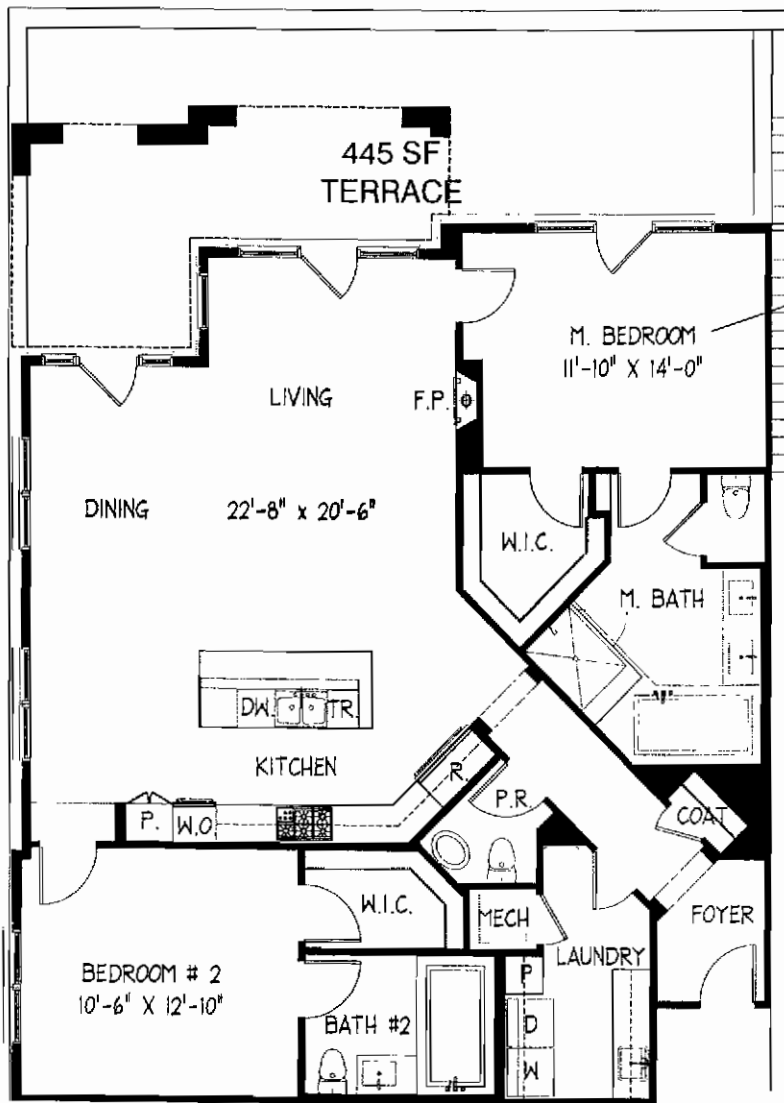 445 SF
TERRACE
M. BEDROOM
11'-10" X 14'-0"
LIVING
F.P.
DINING
22'-8" x 20'-6"
W.I.C.
M. BATH
DW.
TR.
KITCHEN
R.
P.R.
COAT
P.
W.O
W.I.C.
MECH
FOYER
LAUNDRY
BEDROOM # 2
10'-6" X 12'-10"
P
BATH #2
D
W